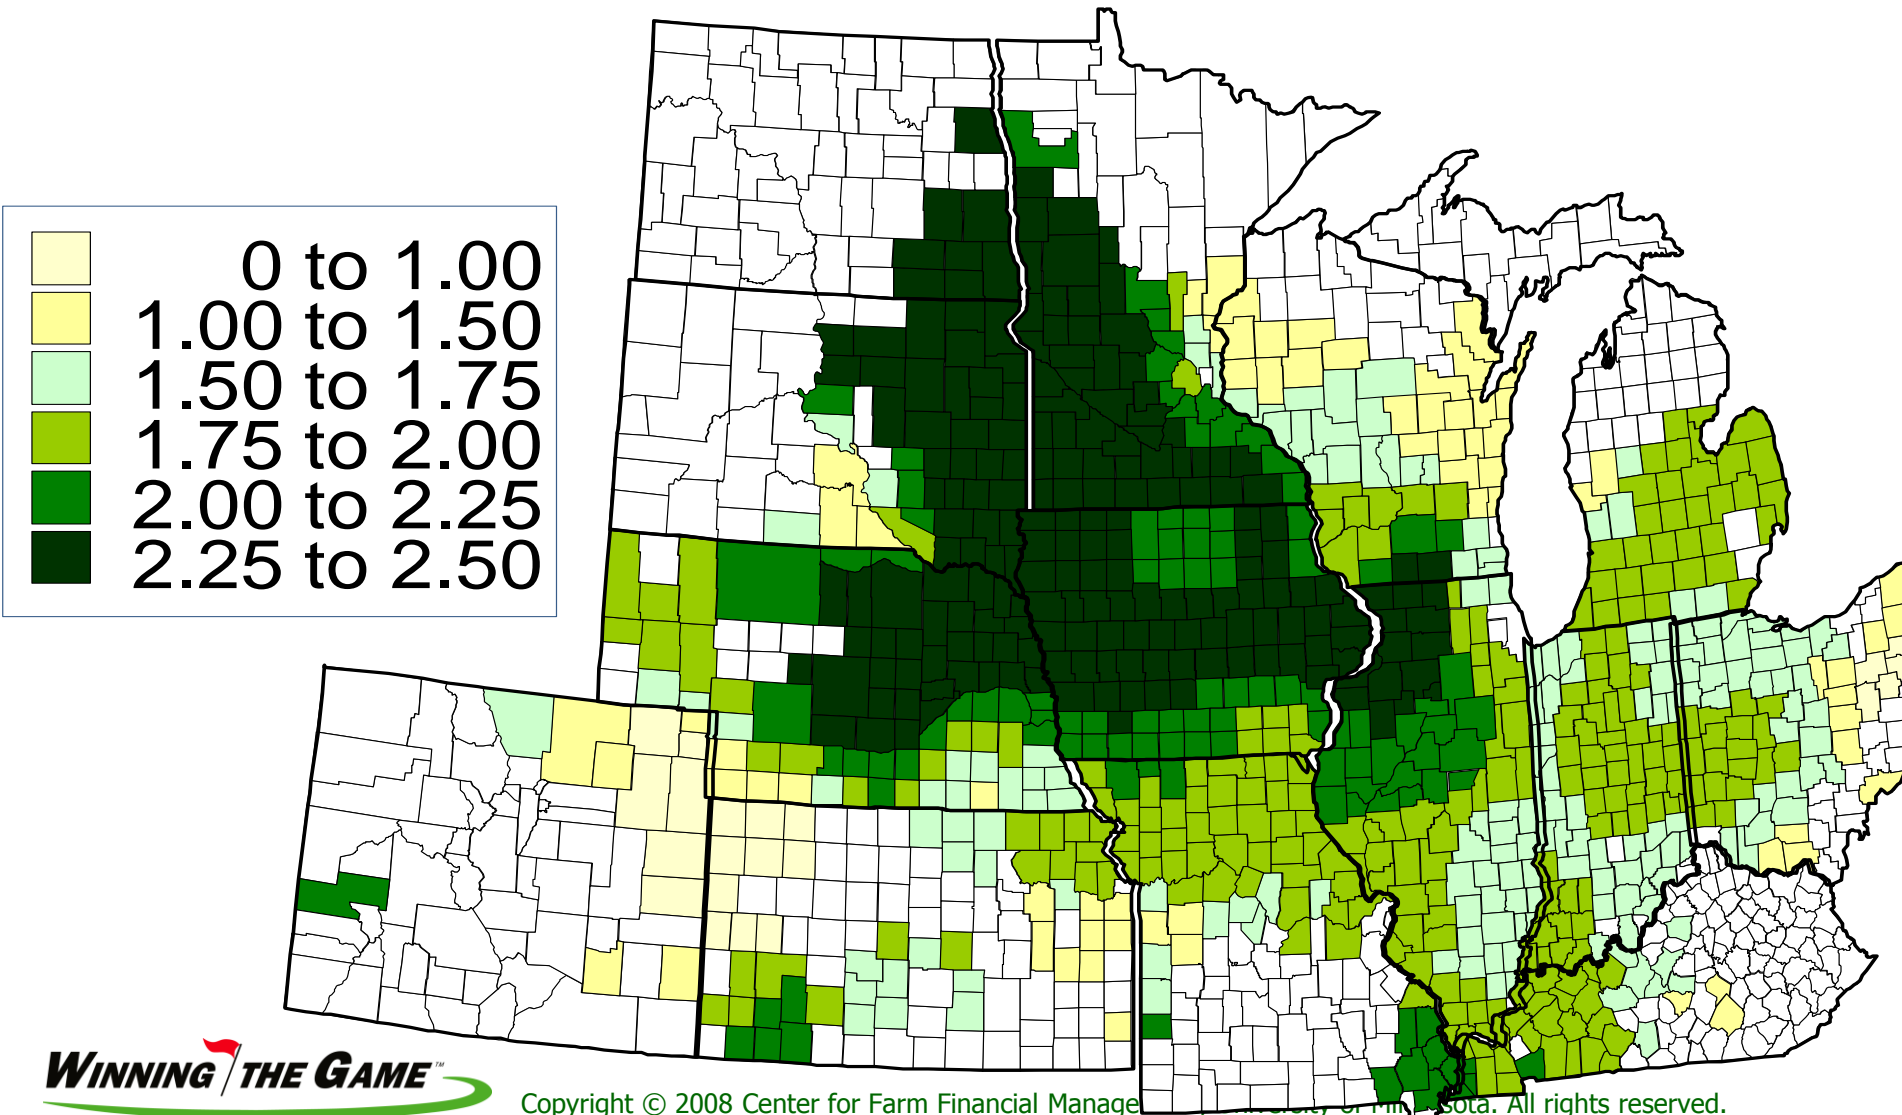 0 to 1.00
1.00 to 1.50
1.50 to 1.75
1.75 to 2.00
2.00 to 2.25
2.25 to 2.50
WINNING THE GAME™
Copyright © 2008 Center for Farm Financial Manage sota. All rights reserved.